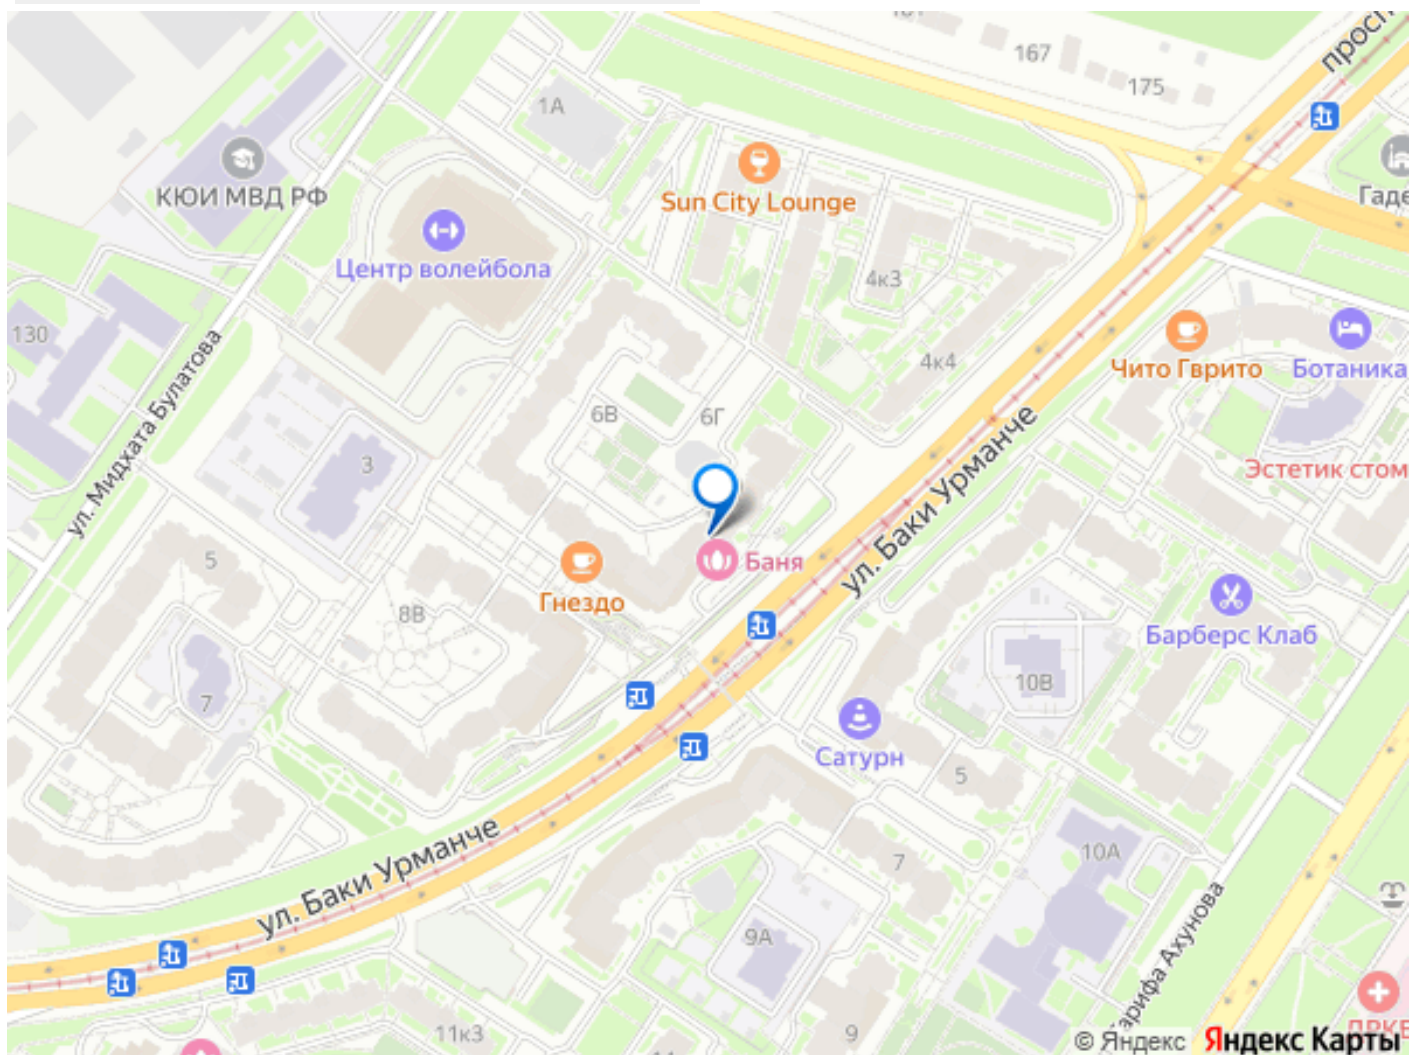 167
175
1А
КЮИ МВД РФ
Sun City Lounge
Гаде
Центр волейбола
4к3
130
4к4
Чито Гврито
Ботаника
ул. Мидхата Булатова
6В
6Г
3
ул. Баки Урманче
Эстетик стом
5
Баня
Гнездо
8В
Барберс Клаб
10В
7
Сатурн
5
ул. Баки Урманче
7
10А
9А
11к3
9
© Яндекс Яндекс Карты